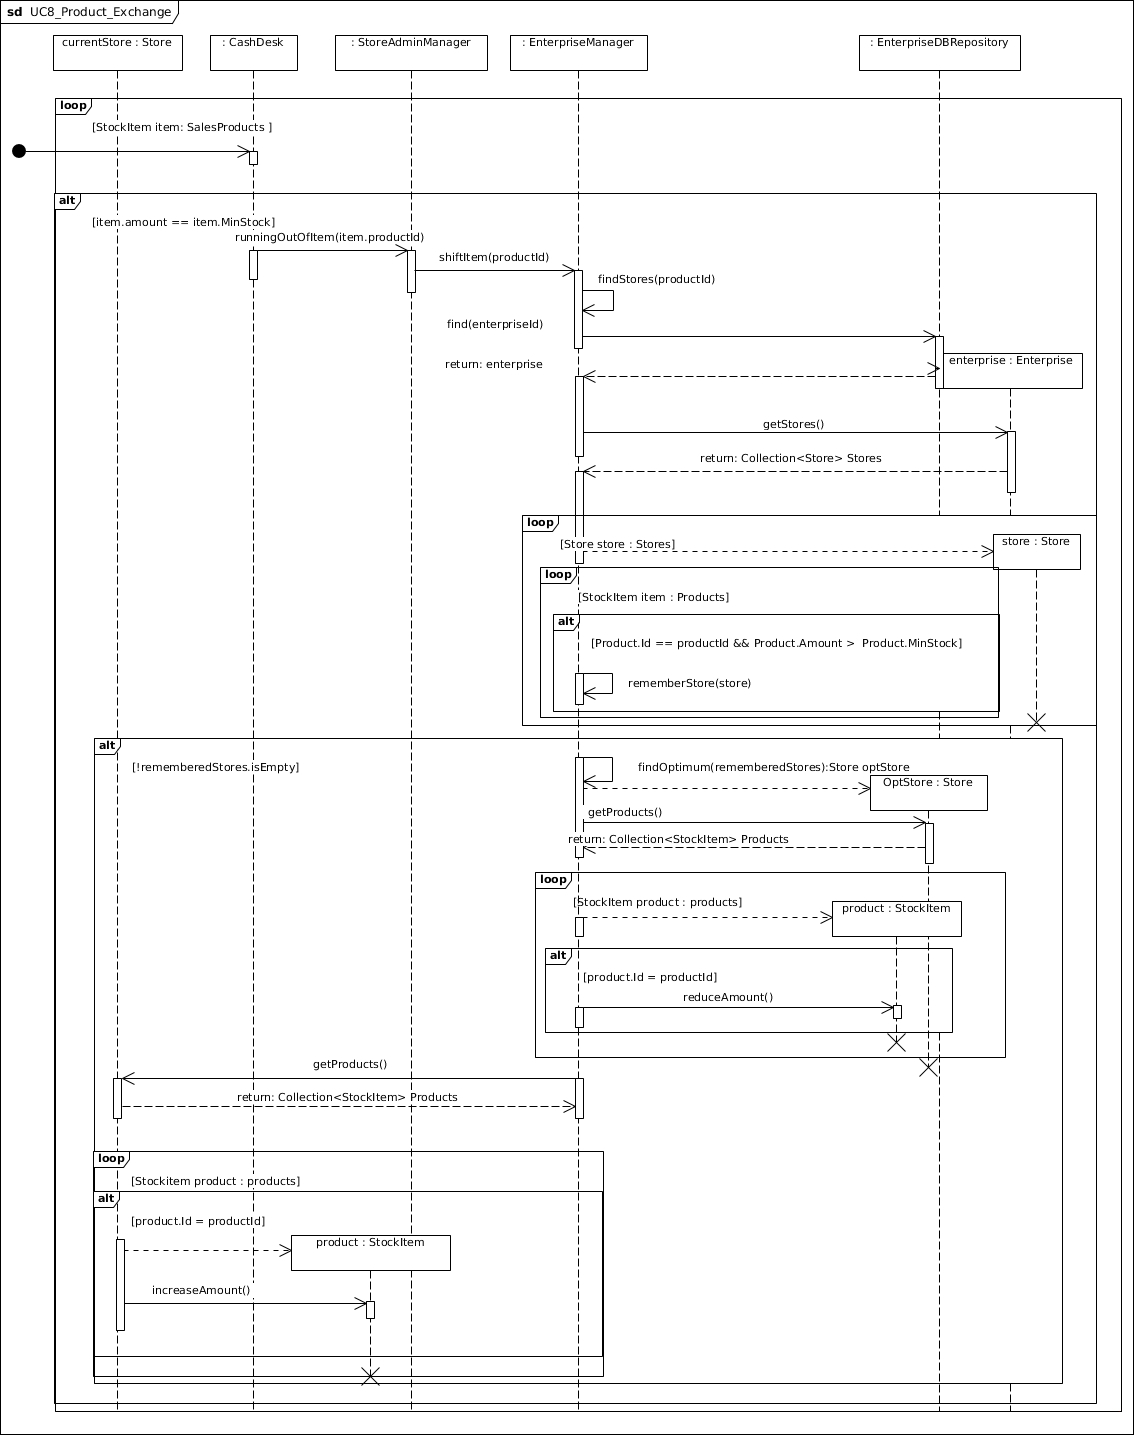 sd UC8_Product_Exchange
currentStore : Store
: CashDesk
: StoreAdminManager
: EnterpriseManager
: EnterpriseDBRepository
loop
[StockItem item: SalesProducts ]
alt
[item.amount == item.MinStock]
runningOutOfItem(item.productId)
shiftItem(productId)
findStores(productId)
find(enterpriseId)
return: enterprise
enterprise : Enterprise
getStores()
return: Collection<Store> Stores
loop
[Store store : Stores]
store : Store
loop
[StockItem item : Products]
alt
[Product.Id == productId && Product.Amount > Product.MinStock]
rememberStore(store)
alt
[!rememberedStores.isEmpty]
findOptimum(rememberedStores):Store optStore
OptStore : Store
getProducts()
return: Collection<StockItem> Products
loop
[StockItem product : products]
product : StockItem
alt
[product.Id = productId]
reduceAmount()
getProducts()
return: Collection<StockItem> Products
loop
[Stockitem product : products]
alt
[product.Id = productId]
product : StockItem
increaseAmount()